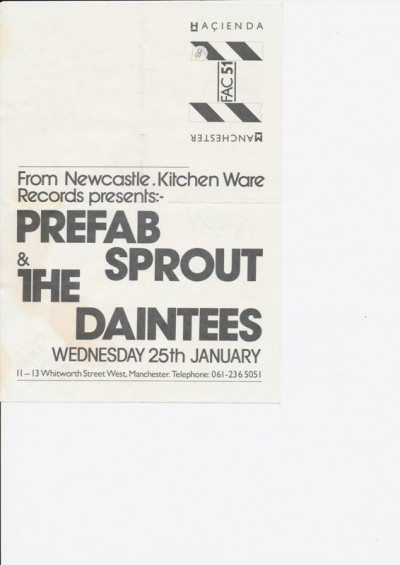 HAÇIENDA
FAC 51
MANCHESTER
From Newcastle. Kitchen Ware
Records presents:-
PREFAB
& SPROUT
THE
DAINTEES
WEDNESDAY 25th JANUARY
11-13 Whitworth Street West, Manchester. Telephone: 061-236 5051